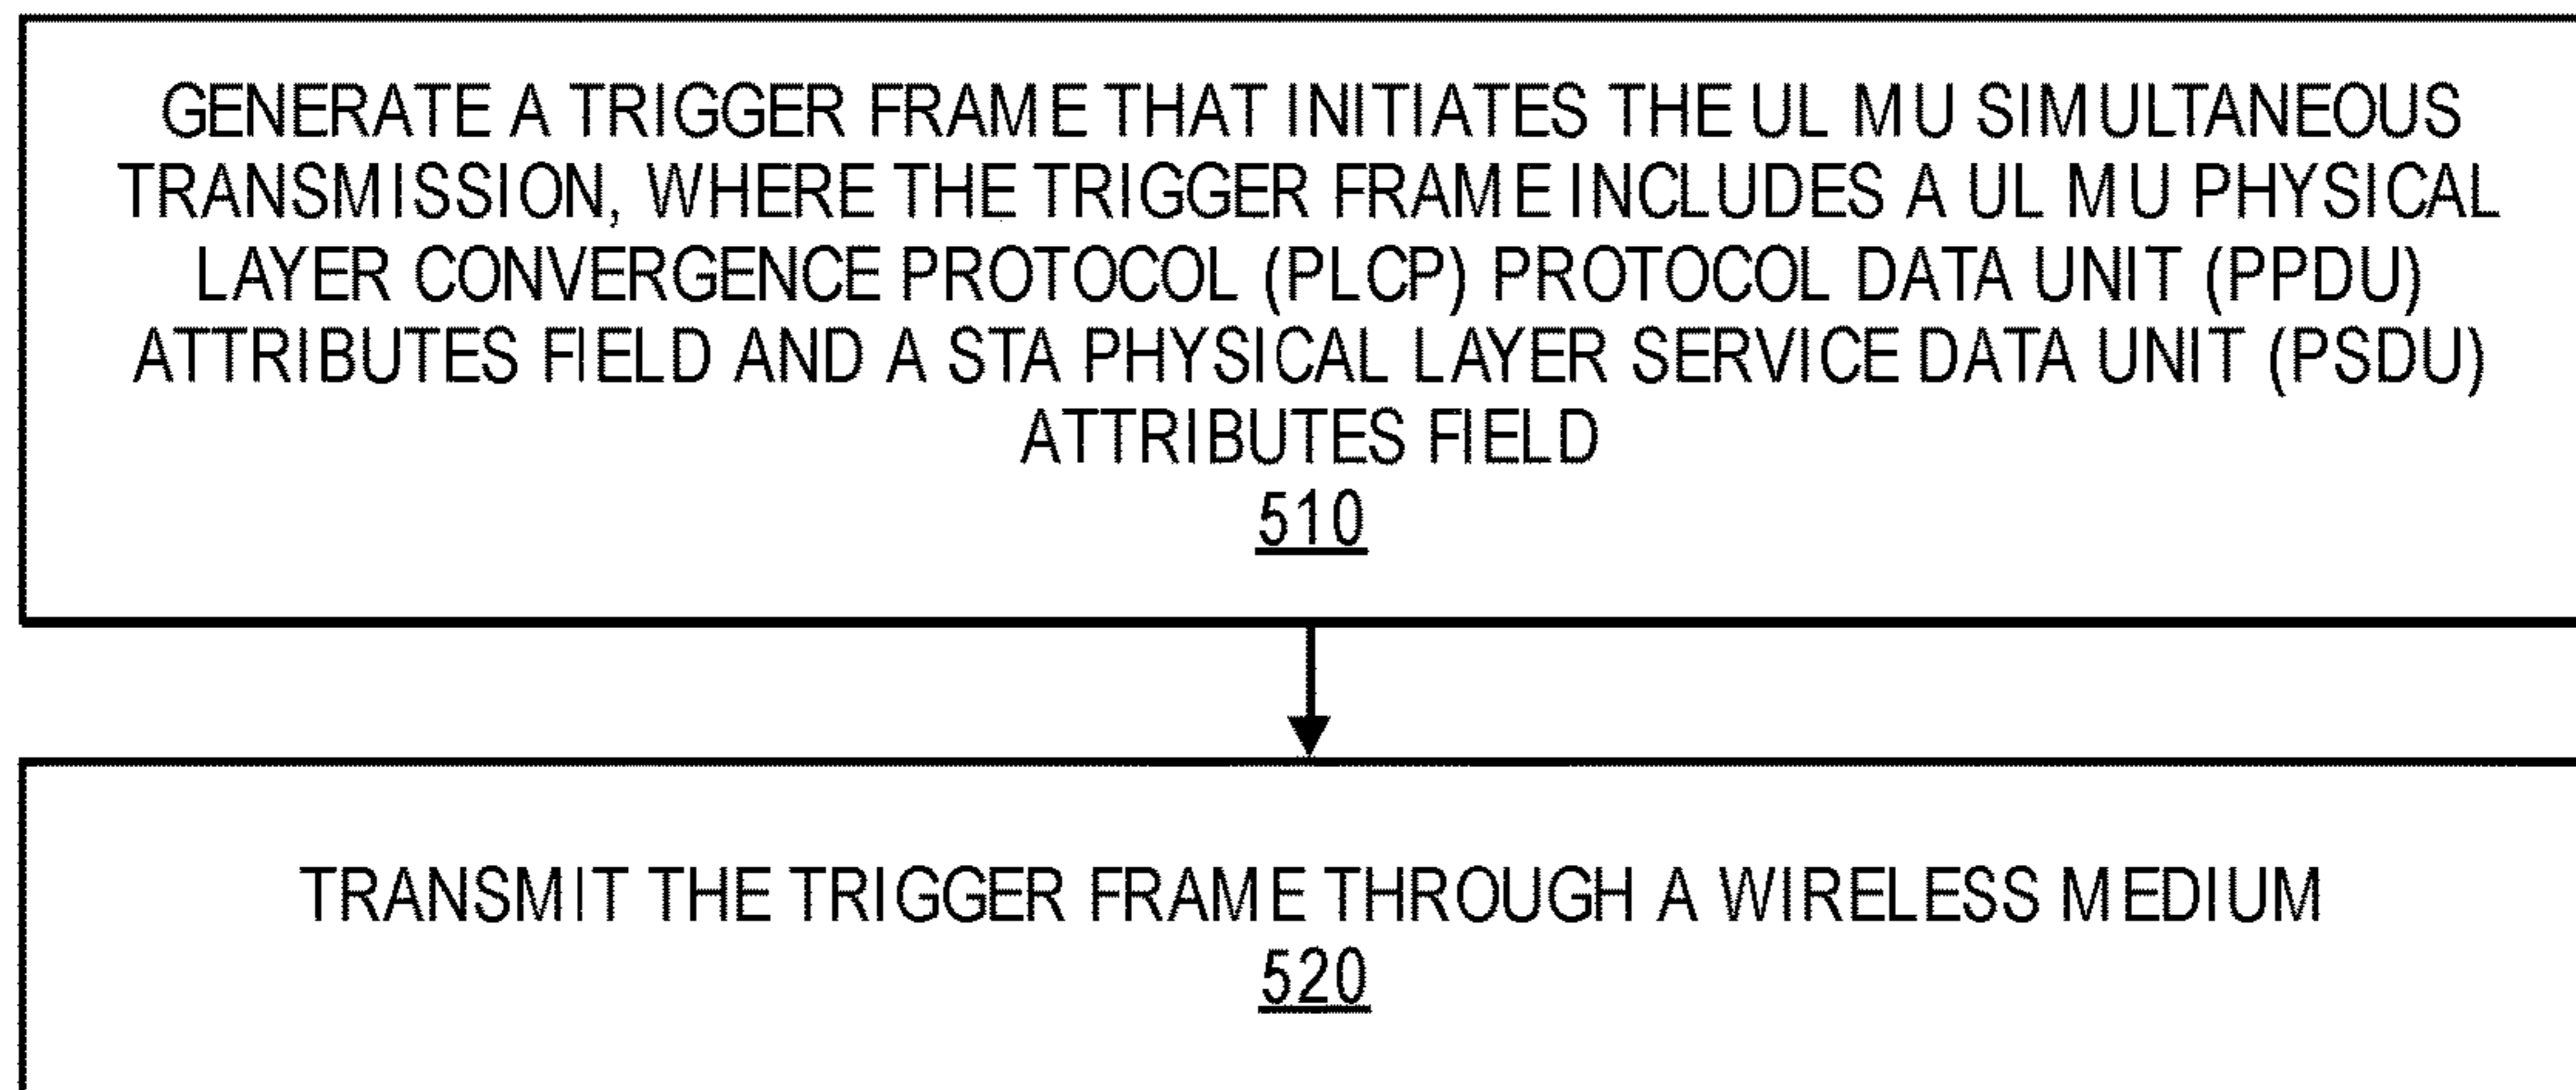 GENERATE A TRIGGER FRAME THAT INITIATES THE UL MU SIMULTANEOUS
TRANSMISSION, WHERE THE TRIGGER FRAME INCLUDES A UL MU PHYSICAL
LAYER CONVERGENCE PROTOCOL (PLCP) PROTOCOL DATA UNIT (PPDU)
ATTRIBUTES FIELD AND A STA PHYSICAL LAYER SERVICE DATA UNIT (PSDU)
ATTRIBUTES FIELD
510
TRANSMIT THE TRIGGER FRAME THROUGH A WIRELESS MEDIUM
520